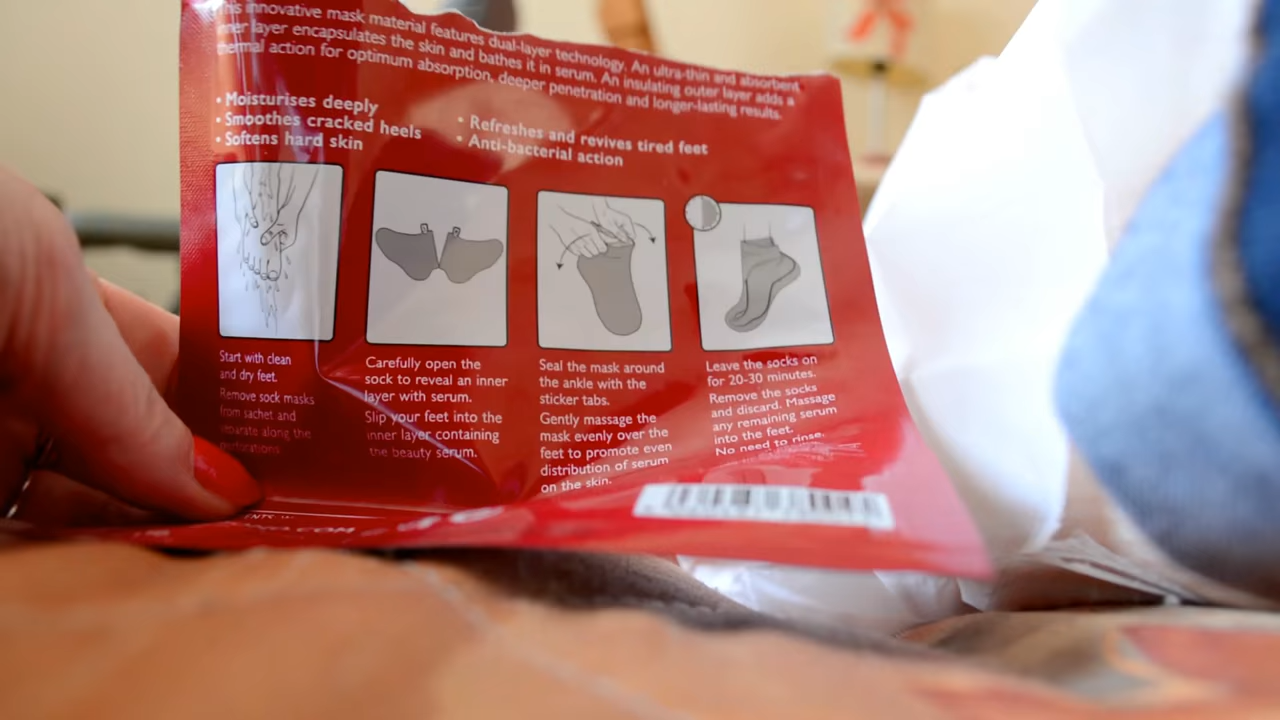 This innovative mask material features dual-layer technology. An ultra-thin and absorbent
inner layer encapsulates the skin and bathes it in serum. An insulating outer layer adds a
thermal action for optimum absorption, deeper penetration and longer-lasting results.
• Moisturises deeply
• Smoothes cracked heels
• Softens hard skin
• Refreshes and revives tired feet
• Anti-bacterial action
Start with clean
and dry feet.
Remove sock masks
from sachet and
separate along the
perforations
Carefully open the
sock to reveal an inner
layer with serum.
Slip your feet into the
inner layer containing
the beauty serum.
Seal the mask around
the ankle with the
sticker tabs.
Gently massage the
mask evenly over the
feet to promote even
distribution of serum
on the skin.
Leave the socks on
for 20-30 minutes.
Remove the socks
and discard. Massage
any remaining serum
into the feet.
No need to rinse.